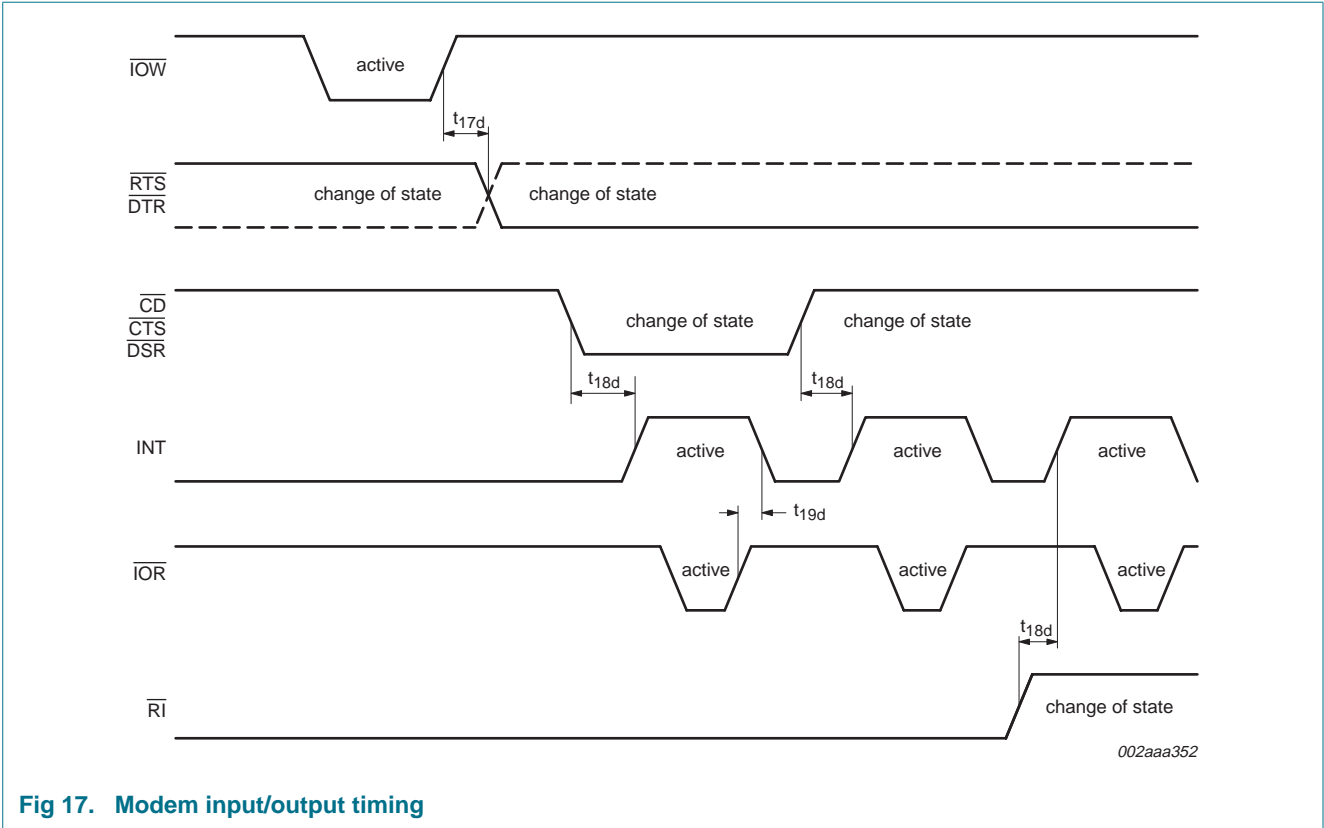 IOW
active
t17d
RTS
DTR
change of state
change of state
CD
CTS
DSR
change of state
change of state
t18d
t18d
INT
active
active
active
t19d
IOR
active
active
active
t18d
RI
change of state
002aaa352
Fig 17. Modem input/output timing